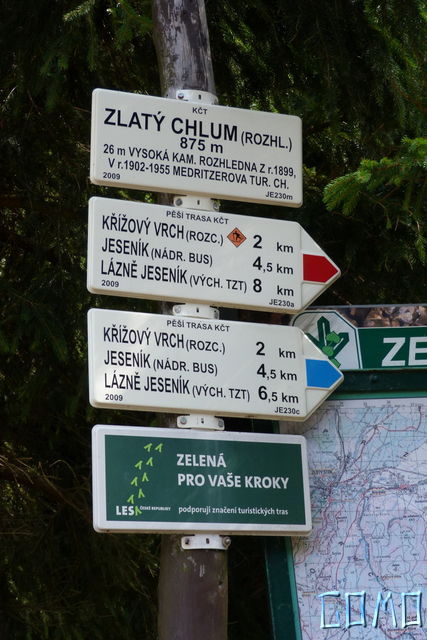 KČT
ZLATÝ CHLUM (ROZHL.)
875 m
26 m VYSOKÁ KAM. ROZHLEDNA Z r.1899,
V r.1902-1955 MEDRITZEROVA TUR. CH.
2009 JE230m
PĚŠÍ TRASA KČT
KŘÍŽOVÝ VRCH (ROZC.) 2 km
JESENÍK (NÁDR. BUS) 4,5 km
LÁZNĚ JESENÍK (VÝCH. TZT) 8 km
2009 JE230a
PĚŠÍ TRASA KČT
KŘÍŽOVÝ VRCH (ROZC.) 2 km
JESENÍK (NÁDR. BUS) 4,5 km
LÁZNĚ JESENÍK (VÝCH. TZT) 6,5 km
2009 JE230c
ZE
ZELENÁ
PRO VAŠE KROKY
LESY ČESKÉ REPUBLIKY podporují značení turistických tras
COMO